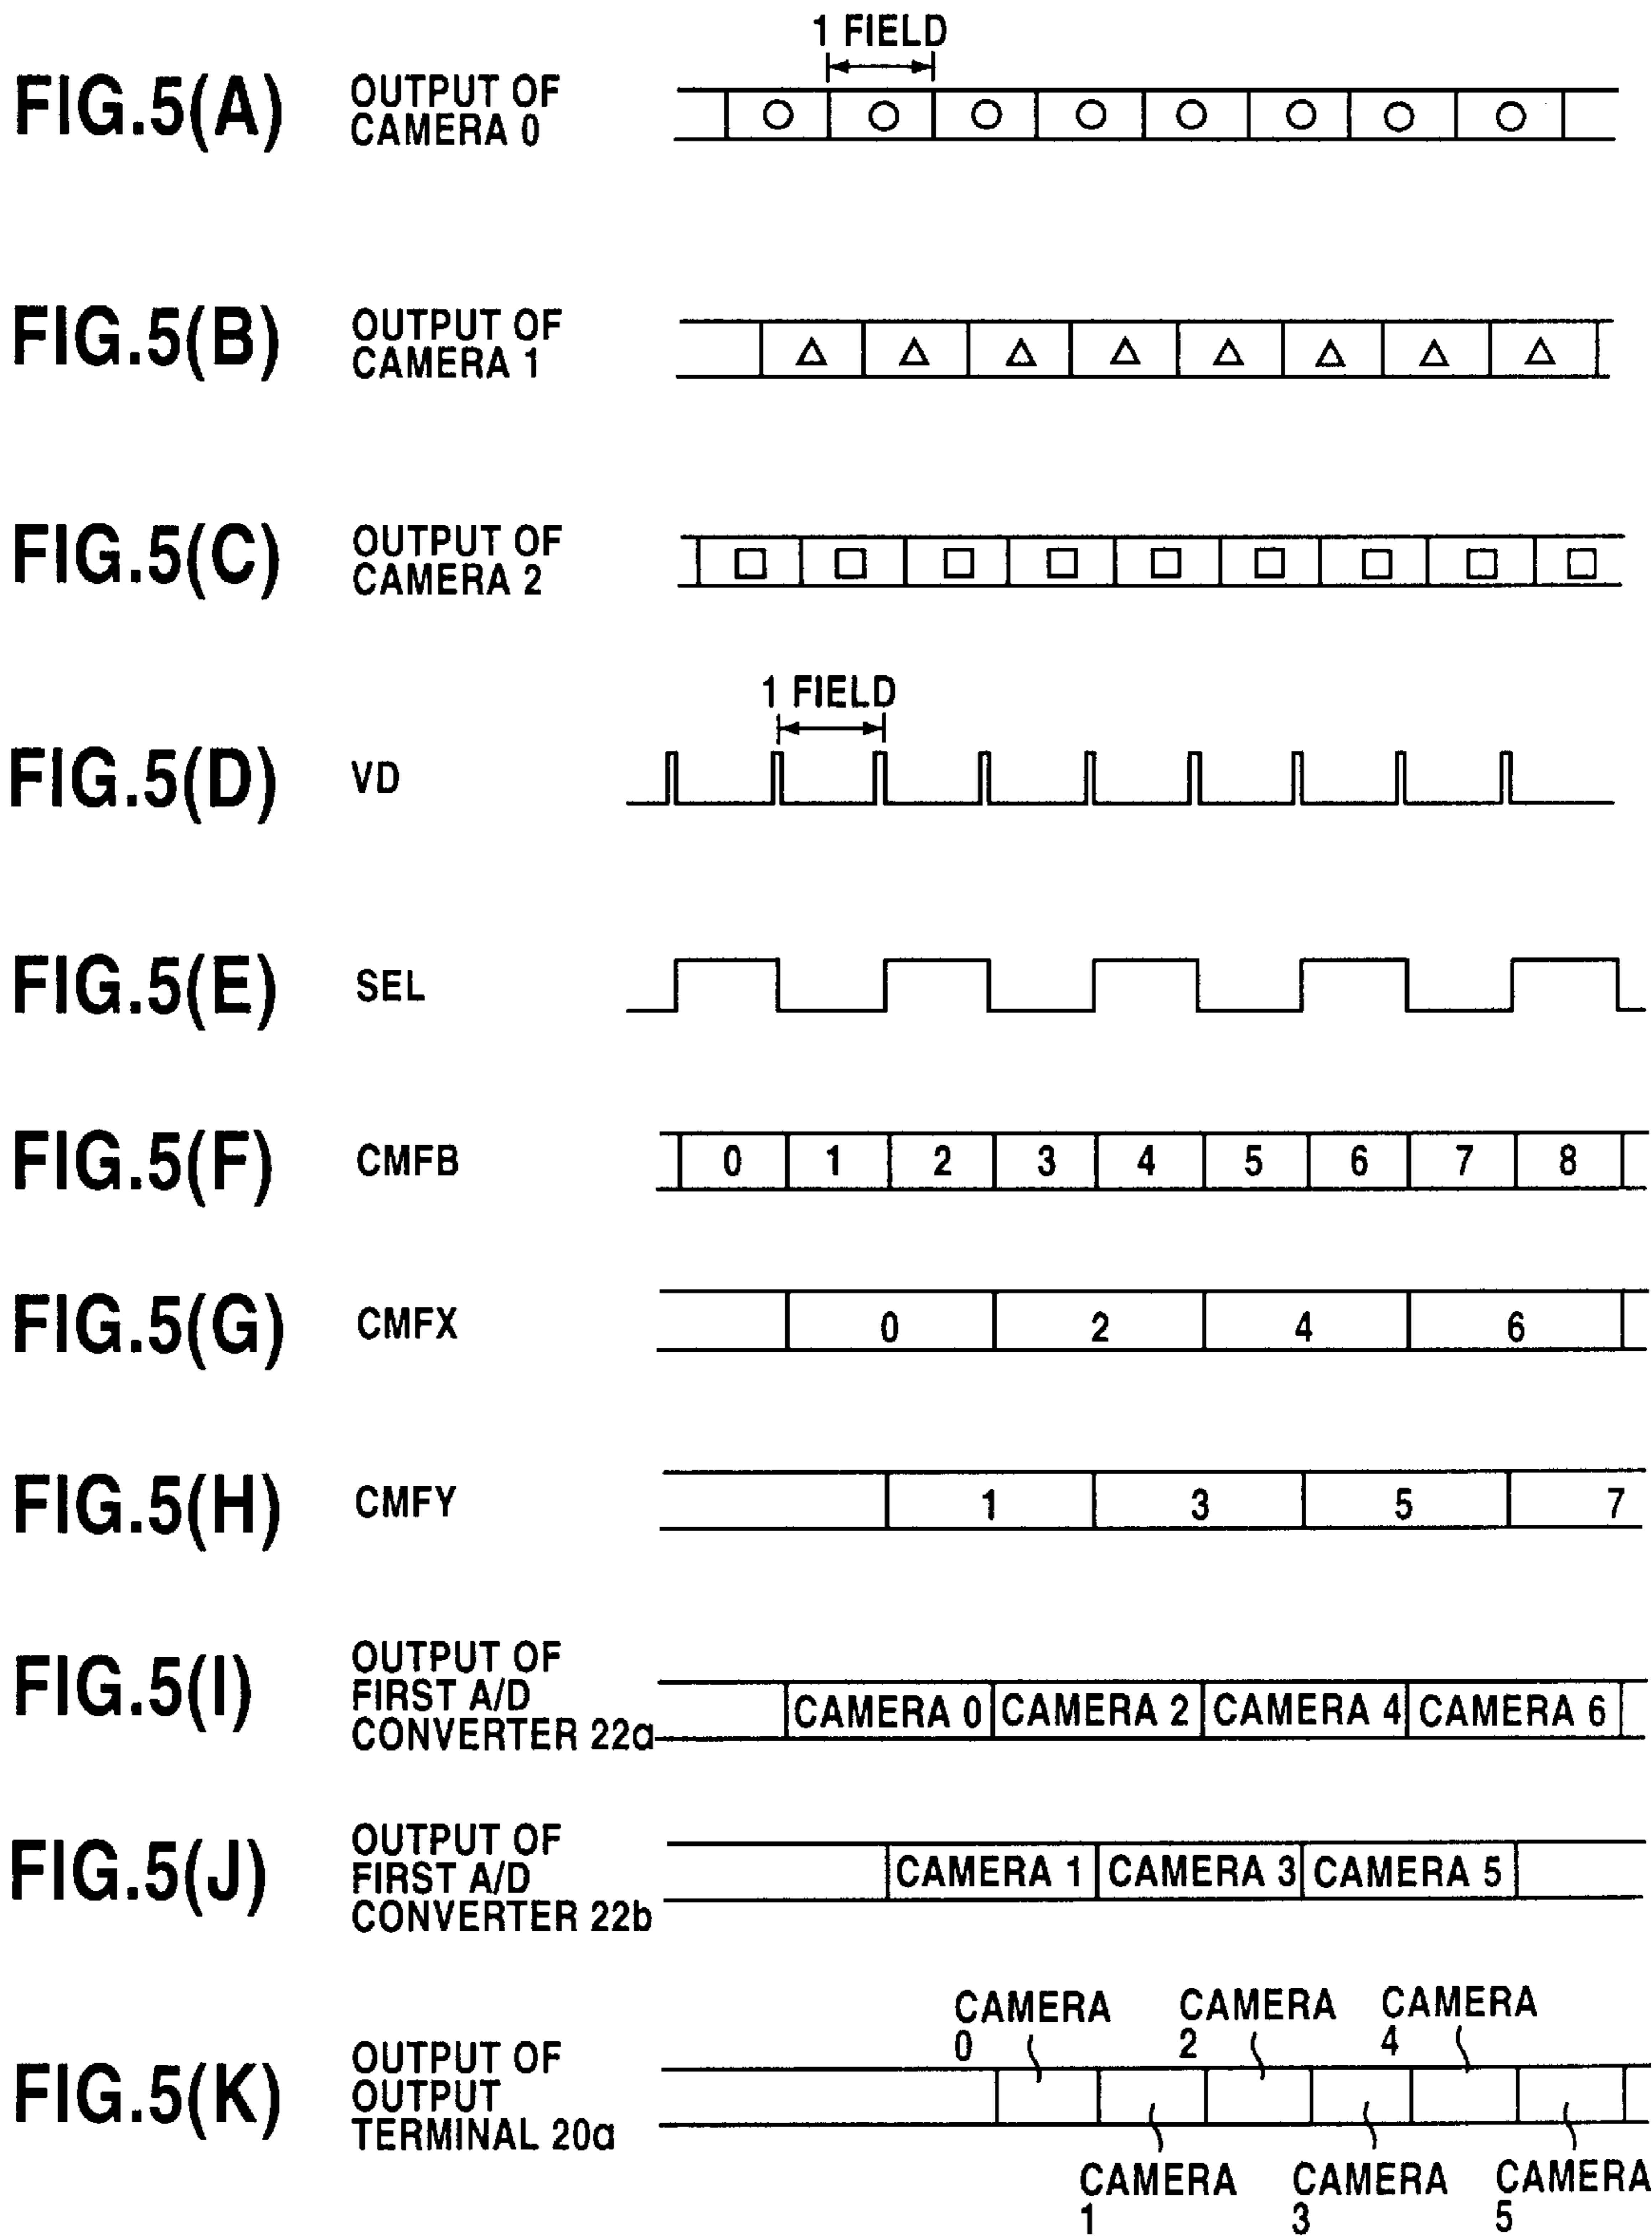 1 FIELD
FIG.5(A) OUTPUT OF
CAMERA 0
FIG.5(B) OUTPUT OF
CAMERA 1
FIG.5(C) OUTPUT OF
CAMERA 2
1 FIELD
FIG.5(D) VD
FIG.5(E) SEL
FIG.5(F) CMFB 0 1 2 3 4 5 6 7 8
FIG.5(G) CMFX 0 2 4 6
FIG.5(H) CMFY 1 3 5 7
FIG.5(I) OUTPUT OF
FIRST A/D
CONVERTER 22a
CAMERA 0 CAMERA 2 CAMERA 4 CAMERA 6
FIG.5(J) OUTPUT OF
FIRST A/D
CONVERTER 22b
CAMERA 1 CAMERA 3 CAMERA 5
FIG.5(K) OUTPUT OF
OUTPUT
TERMINAL 20a
CAMERA
0
CAMERA
2
CAMERA
4
CAMERA
1
CAMERA
3
CAMERA
5